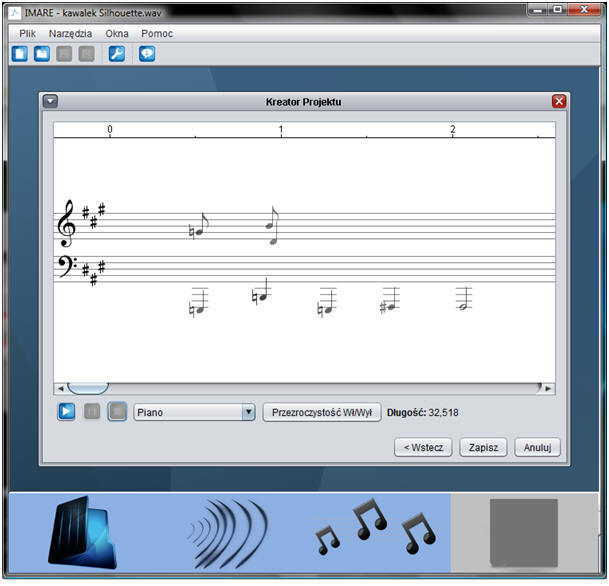 IMARE - kawalek Silhouette.wav
Plik Narzędzia Okna Pomoc
Kreator Projektu
0 1 2
Piano Przezroczystość Wł/Wył Długość: 32,518
< Wstecz Zapisz Anuluj